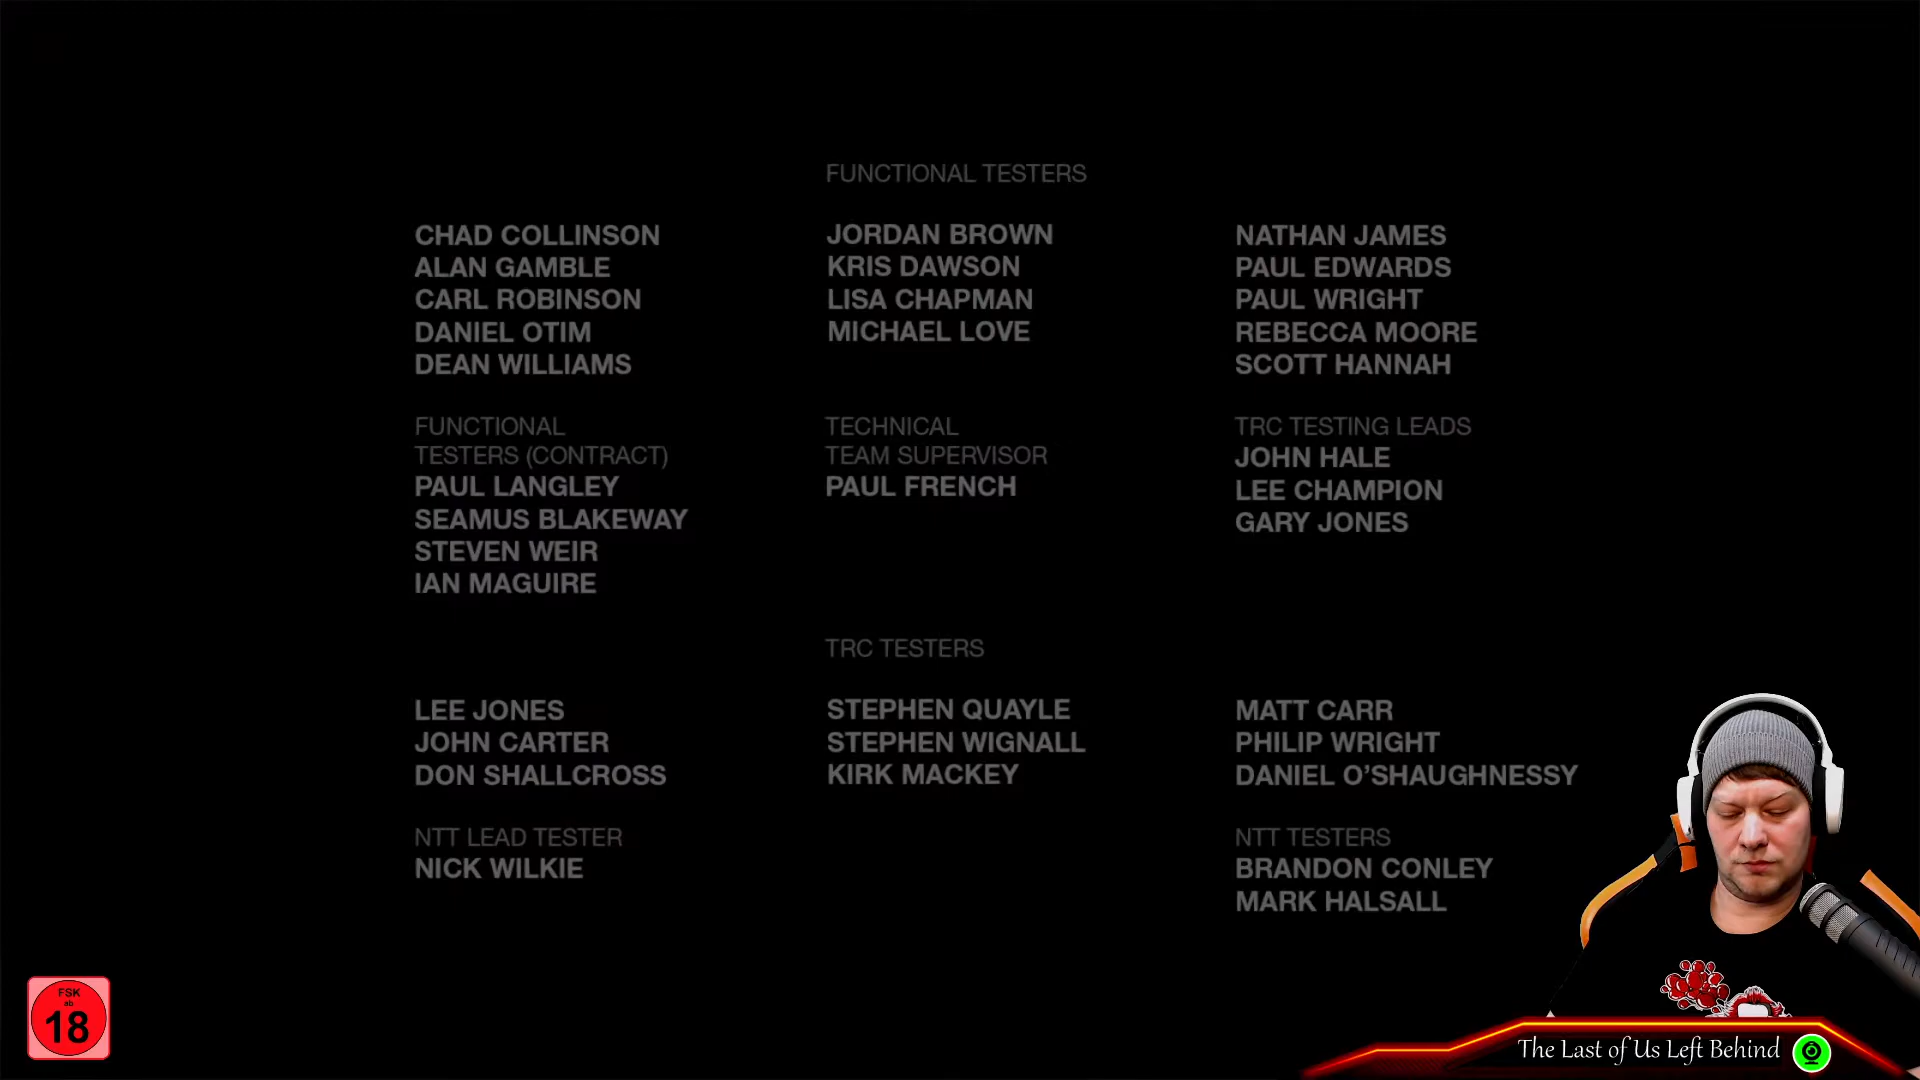 FUNCTIONAL TESTERS
CHAD COLLINSON
ALAN GAMBLE
CARL ROBINSON
DANIEL OTIM
DEAN WILLIAMS
JORDAN BROWN
KRIS DAWSON
LISA CHAPMAN
MICHAEL LOVE
NATHAN JAMES
PAUL EDWARDS
PAUL WRIGHT
REBECCA MOORE
SCOTT HANNAH
FUNCTIONAL
TESTERS (CONTRACT)
PAUL LANGLEY
SEAMUS BLAKEWAY
STEVEN WEIR
IAN MAGUIRE
TECHNICAL
TEAM SUPERVISOR
PAUL FRENCH
TRC TESTING LEADS
JOHN HALE
LEE CHAMPION
GARY JONES
TRC TESTERS
LEE JONES
JOHN CARTER
DON SHALLCROSS
STEPHEN QUAYLE
STEPHEN WIGNALL
KIRK MACKEY
MATT CARR
PHILIP WRIGHT
DANIEL O’SHAUGHNESSY
NTT LEAD TESTER
NICK WILKIE
NTT TESTERS
BRANDON CONLEY
MARK HALSALL
FSK
ab
18
The Last of Us Left Behind